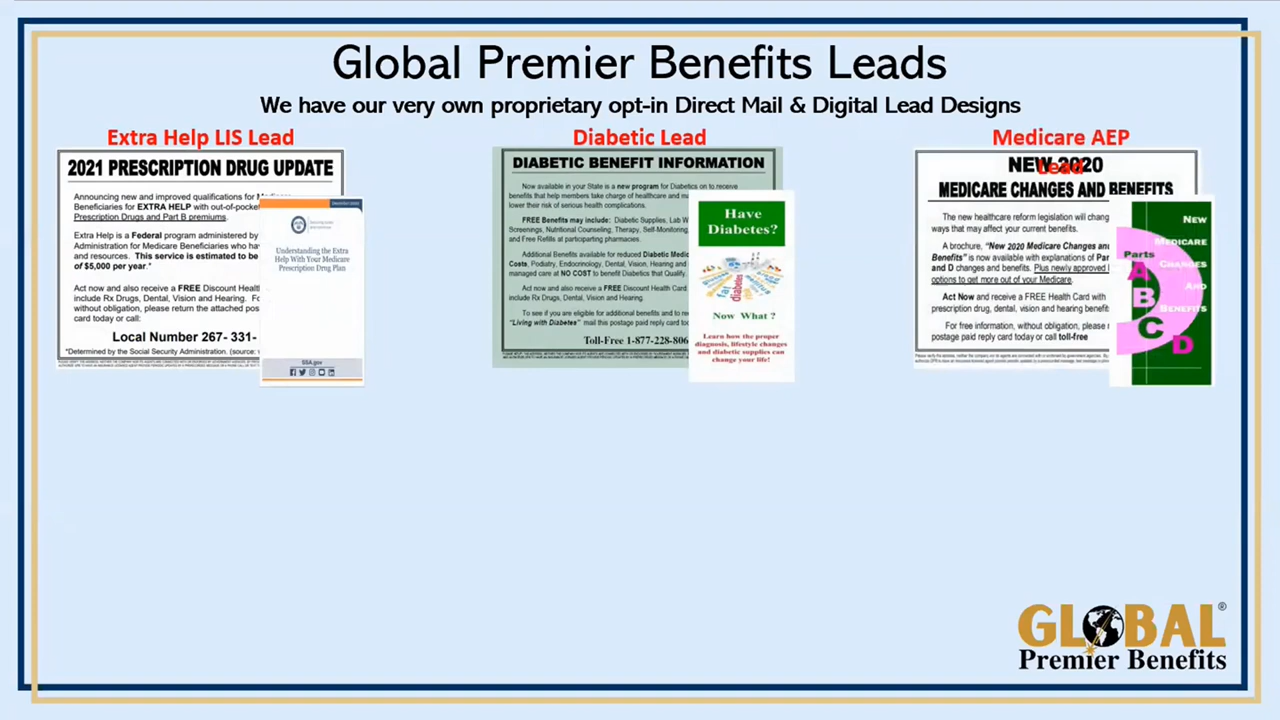 Global Premier Benefits Leads
We have our very own proprietary opt-in Direct Mail & Digital Lead Designs
Extra Help LIS Lead
2021 PRESCRIPTION DRUG UPDATE
Announcing new and improved qualifications for Medicare
Beneficiaries for EXTRA HELP with out-of-pocke
Prescription Drugs and Part B premiums.
Extra Help is a Federal program administered by
Administration for Medicare Beneficiaries who ha
and resources. This service is estimated to be
of $5,000 per year.*
Act now and also receive a FREE Discount Healt
include Rx Drugs, Dental, Vision and Hearing. Fo
without obligation, please return the attached pos
card today or call:
Local Number 267- 331-
*Determined by the Social Security Administration. (source:
Understanding the Extra
Help With Your Medicare
Prescription Drug Plan
SSA.gov
Diabetic Lead
DIABETIC BENEFIT INFORMATION
Now available in your State is a new program for Diabetics on to receive
benefits that help members take charge of healthcare and
lower their risk of serious health complications.
FREE Benefits may include: Diabetic Supplies, Lab W
Screenings, Nutritional Counseling, Therapy, Self-Monitoring,
and Free Refills at participating pharmacies.
Additional Benefits available for reduced Diabetic Medic
Costs, Podiatry, Endocrinology, Dental, Vision, Hearing and
managed care at NO COST to benefit Diabetics that Qualify.
Act now and also receive a FREE Discount Health Card
include Rx Drugs, Dental, Vision and Hearing.
To see if you are eligible for additional benefits and to re
"Living with Diabetes" mail this postage paid reply card to
Toll-Free 1-877-228-806
Have
Diabetes?
diabetes
Now What ?
Learn how the proper
diagnosis, lifestyle changes
and diabetic supplies can
change your life!
Medicare AEP
Lead
NEW 2020
MEDICARE CHANGES AND BENEFITS
The new healthcare reform legislation will chang
ways that may affect your current benefits.
A brochure, "New 2020 Medicare Changes an
Benefits" is now available with explanations of Par
and D changes and benefits. Plus newly approved
options to get more out of your Medicare.
Act Now and receive a FREE Health Card with
prescription drug, dental, vision and hearing benefit
For free information, without obligation, please
postage paid reply card today or call toll-free
New
Medicare
Changes
And
Benefits
Parts
A
B
C
D
GLOBAL®
Premier Benefits